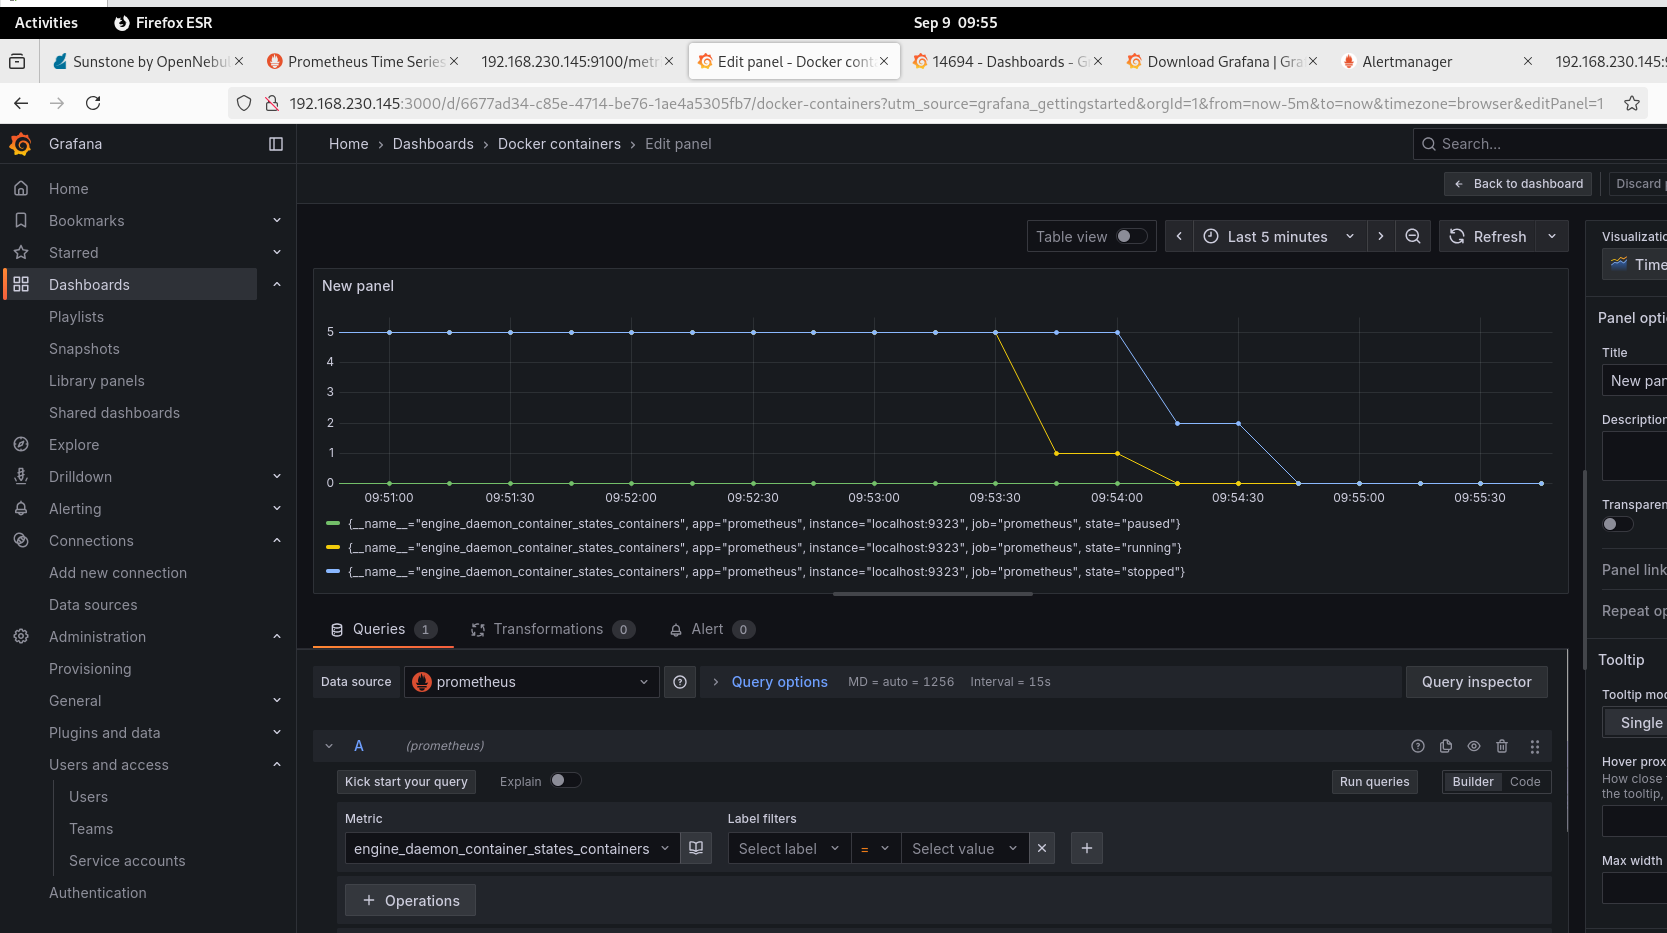 Activities Firefox ESR Sep 9 09:55
Sunstone by OpenNebul Prometheus Time Series 192.168.230.145:9100/metr Edit panel - Docker cont 14694 - Dashboards - G Download Grafana | Gra Alertmanager 192.168.230.145:9
192.168.230.145:3000/d/6677ad34-c85e-4714-be76-1ae4a5305fb7/docker-containers?utm_source=grafana_gettingstarted&orgId=1&from=now-5m&to=now&timezone=browser&editPanel=1
Grafana
Home › Dashboards › Docker containers › Edit panel
Search...
Back to dashboard
Discard p
Home
Bookmarks
Starred
Dashboards
Playlists
Snapshots
Library panels
Shared dashboards
Explore
Drilldown
Alerting
Connections
Add new connection
Data sources
Administration
Provisioning
General
Plugins and data
Users and access
Users
Teams
Service accounts
Authentication
Table view
Last 5 minutes
Refresh
New panel
5
4
3
2
1
0
09:51:00 09:51:30 09:52:00 09:52:30 09:53:00 09:53:30 09:54:00 09:54:30 09:55:00 09:55:30
{__name__="engine_daemon_container_states_containers", app="prometheus", instance="localhost:9323", job="prometheus", state="paused"}
{__name__="engine_daemon_container_states_containers", app="prometheus", instance="localhost:9323", job="prometheus", state="running"}
{__name__="engine_daemon_container_states_containers", app="prometheus", instance="localhost:9323", job="prometheus", state="stopped"}
Queries 1 Transformations 0 Alert 0
Data source prometheus Query options MD = auto = 1256 Interval = 15s Query inspector
A (prometheus)
Kick start your query Explain Run queries Builder Code
Metric Label filters
engine_daemon_container_states_containers Select label = Select value
+ Operations
Visualizatio
Time
Panel opti
Title
New pan
Description
Transparen
Panel link
Repeat op
Tooltip
Tooltip mod
Single
Hover prox
How close
the tooltip,
Max width